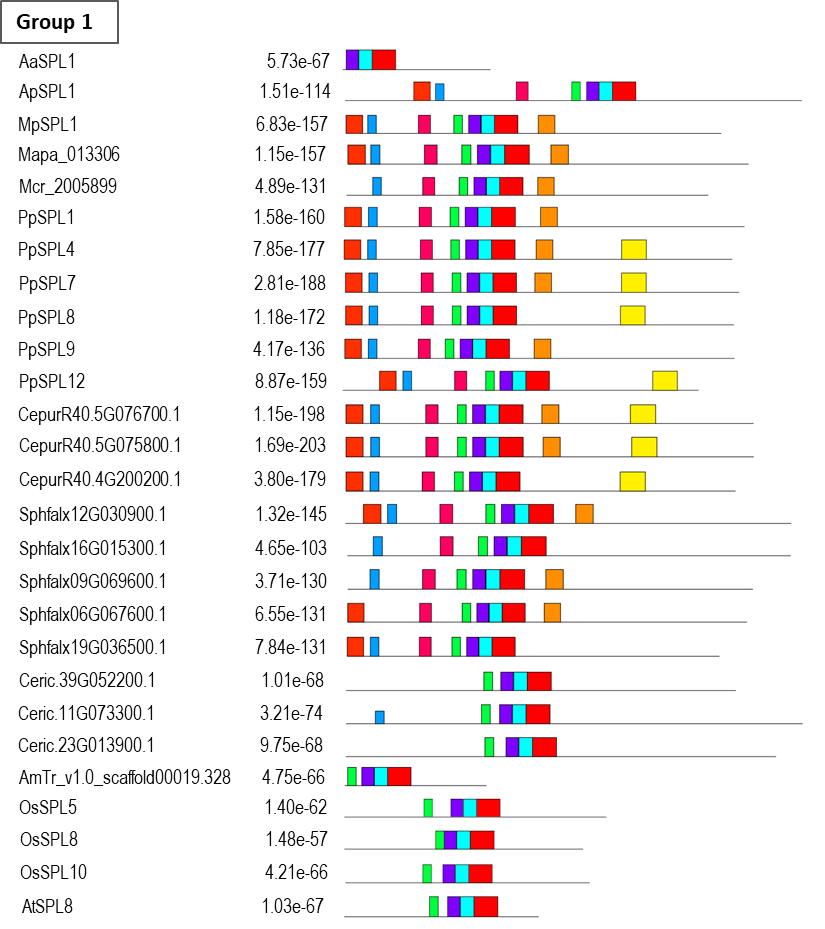 Group 1
AaSPL1 5.73e-67
ApSPL1 1.51e-114
MpSPL1 6.83e-157
Mapa_013306 1.15e-157
Mcr_2005899 4.89e-131
PpSPL1 1.58e-160
PpSPL4 7.85e-177
PpSPL7 2.81e-188
PpSPL8 1.18e-172
PpSPL9 4.17e-136
PpSPL12 8.87e-159
CepurR40.5G076700.1 1.15e-198
CepurR40.5G075800.1 1.69e-203
CepurR40.4G200200.1 3.80e-179
Sphfalx12G030900.1 1.32e-145
Sphfalx16G015300.1 4.65e-103
Sphfalx09G069600.1 3.71e-130
Sphfalx06G067600.1 6.55e-131
Sphfalx19G036500.1 7.84e-131
Ceric.39G052200.1 1.01e-68
Ceric.11G073300.1 3.21e-74
Ceric.23G013900.1 9.75e-68
AmTr_v1.0_scaffold00019.328 4.75e-66
OsSPL5 1.40e-62
OsSPL8 1.48e-57
OsSPL10 4.21e-66
AtSPL8 1.03e-67